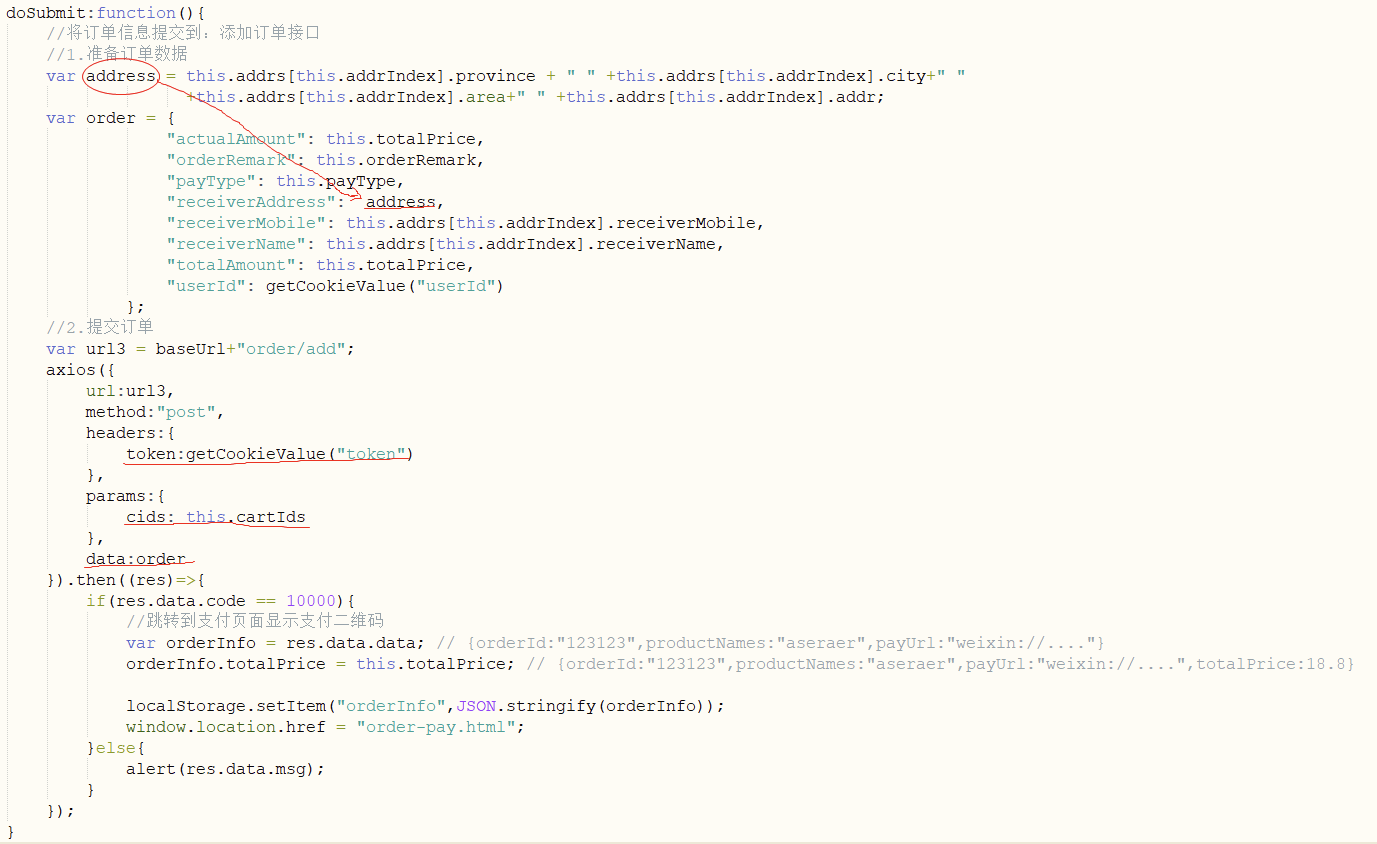 doSubmit:function(){
//将订单信息提交到：添加订单接口
//1.准备订单数据
var address = this.addrs[this.addrIndex].province + " " +this.addrs[this.addrIndex].city+" "
+this.addrs[this.addrIndex].area+" " +this.addrs[this.addrIndex].addr;
var order = {
"actualAmount": this.totalPrice,
"orderRemark": this.orderRemark,
"payType": this.payType,
"receiverAddress": address,
"receiverMobile": this.addrs[this.addrIndex].receiverMobile,
"receiverName": this.addrs[this.addrIndex].receiverName,
"totalAmount": this.totalPrice,
"userId": getCookieValue("userId")
};
//2.提交订单
var url3 = baseUrl+"order/add";
axios({
url:url3,
method:"post",
headers:{
token:getCookieValue("token")
},
params:{
cids: this.cartIds
},
data:order
}).then((res)=>{
if(res.data.code == 10000){
//跳转到支付页面显示支付二维码
var orderInfo = res.data.data; // {orderId:"123123",productNames:"aseraer",payUrl:"weixin://...."}
orderInfo.totalPrice = this.totalPrice; // {orderId:"123123",productNames:"aseraer",payUrl:"weixin://....",totalPrice:18.8}
localStorage.setItem("orderInfo",JSON.stringify(orderInfo));
window.location.href = "order-pay.html";
}else{
alert(res.data.msg);
}
});
}